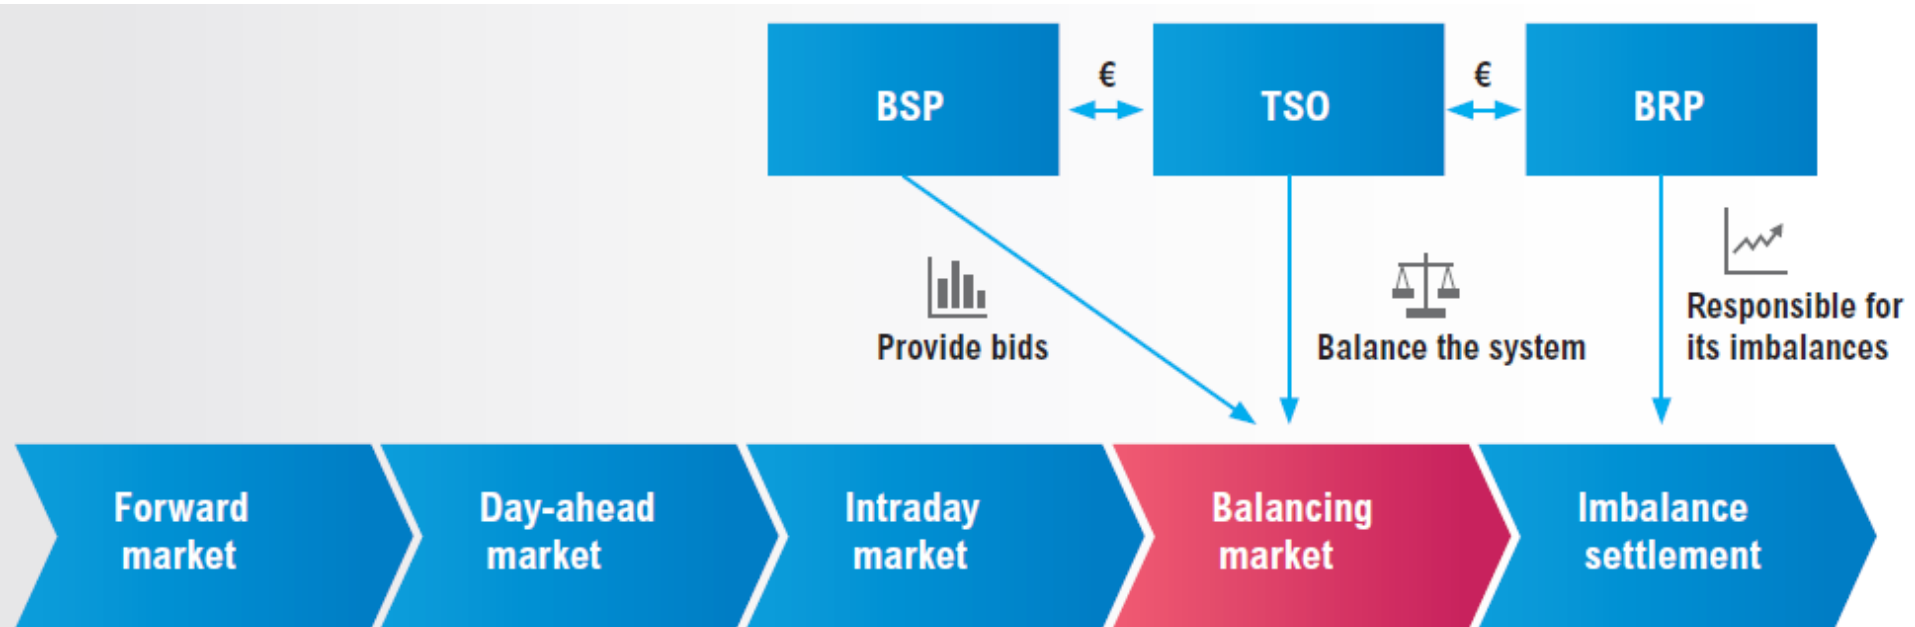 BSP
€
TSO
€
BRP
Provide bids
Balance the system
Responsible for
its imbalances
Forward
market
Day-ahead
market
Intraday
market
Balancing
market
Imbalance
settlement